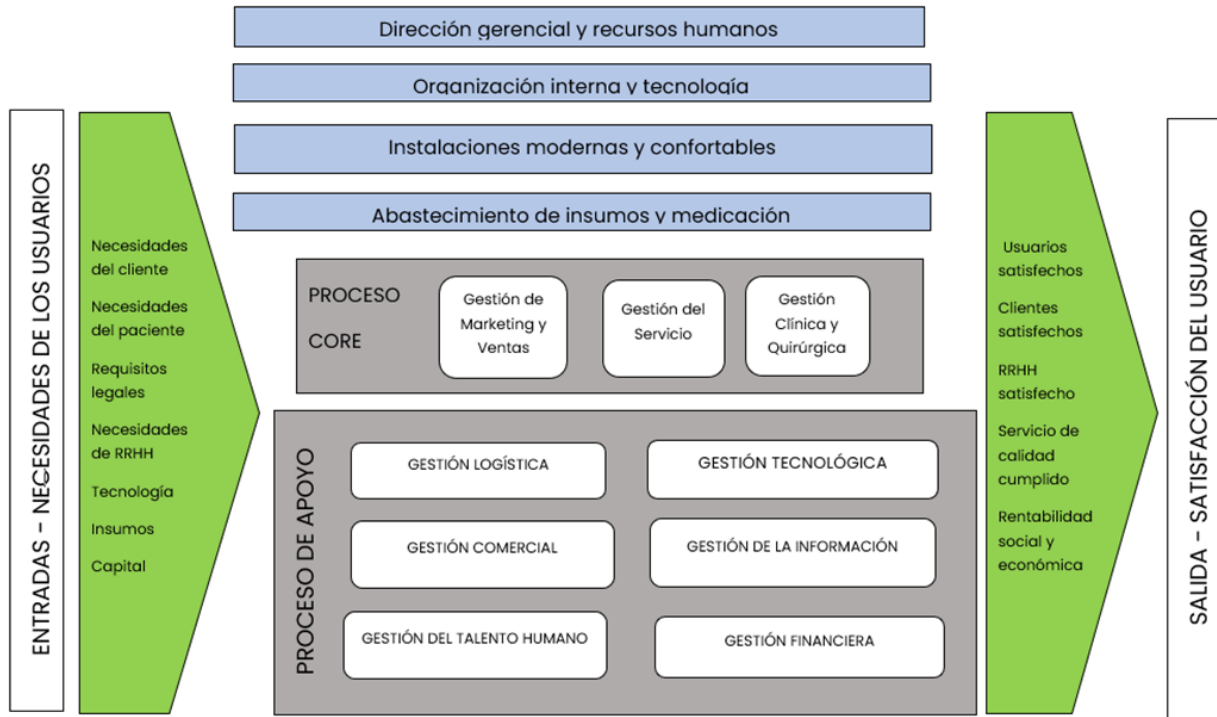 Dirección gerencial y recursos humanos
Organización interna y tecnología
Instalaciones modernas y confortables
Abastecimiento de insumos y medicación
ENTRADAS – NECESIDADES DE LOS USUARIOS
Necesidades
del cliente
Necesidades
del paciente
Requisitos
legales
Necesidades
de RRHH
Tecnología
Insumos
Capital
PROCESO
CORE
Gestión de
Marketing y
Ventas
Gestión del
Servicio
Gestión
Clínica y
Quirúrgica
PROCESO DE APOYO
GESTIÓN LOGÍSTICA
GESTIÓN TECNOLÓGICA
GESTIÓN COMERCIAL
GESTIÓN DE LA INFORMACIÓN
GESTIÓN DEL TALENTO HUMANO
GESTIÓN FINANCIERA
Usuarios
satisfechos
Clientes
satisfechos
RRHH
satisfecho
Servicio de
calidad
cumplido
Rentabilidad
social y
económica
SALIDA – SATISFACCIÓN DEL USUARIO